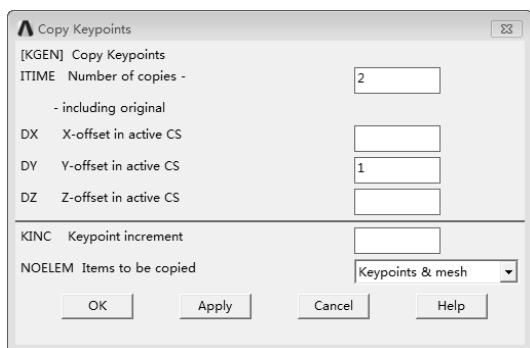 Copy Keypoints
[KGEN] Copy Keypoints
ITIME Number of copies - 2
- including original
DX X-offset in active CS
DY Y-offset in active CS 1
DZ Z-offset in active CS
KINC Keypoint increment
NOELEM Items to be copied Keypoints & mesh
OK Apply Cancel Help